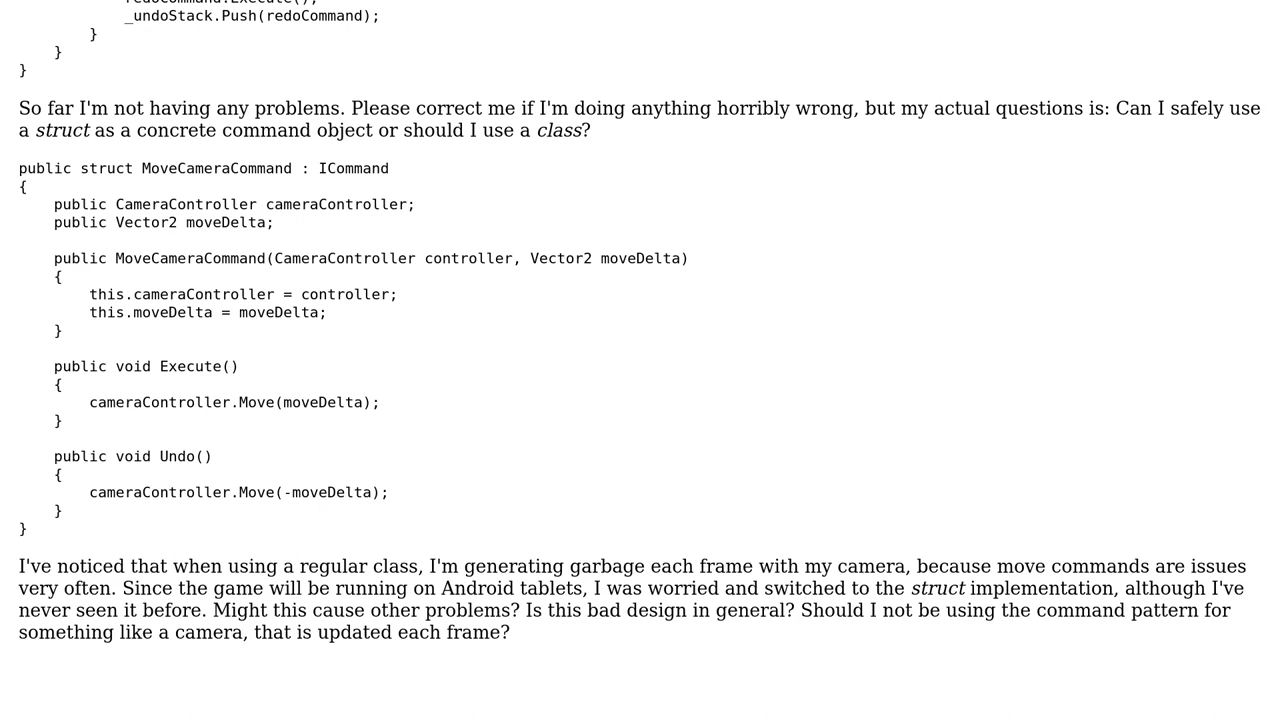 redoCommand.Execute();
_undoStack.Push(redoCommand);
}
}
}
So far I'm not having any problems. Please correct me if I'm doing anything horribly wrong, but my actual questions is: Can I safely use
a struct as a concrete command object or should I use a class?
public struct MoveCameraCommand : ICommand
{
public CameraController cameraController;
public Vector2 moveDelta;
public MoveCameraCommand(CameraController controller, Vector2 moveDelta)
{
this.cameraController = controller;
this.moveDelta = moveDelta;
}
public void Execute()
{
cameraController.Move(moveDelta);
}
public void Undo()
{
cameraController.Move(-moveDelta);
}
}
I've noticed that when using a regular class, I'm generating garbage each frame with my camera, because move commands are issues
very often. Since the game will be running on Android tablets, I was worried and switched to the struct implementation, although I've
never seen it before. Might this cause other problems? Is this bad design in general? Should I not be using the command pattern for
something like a camera, that is updated each frame?